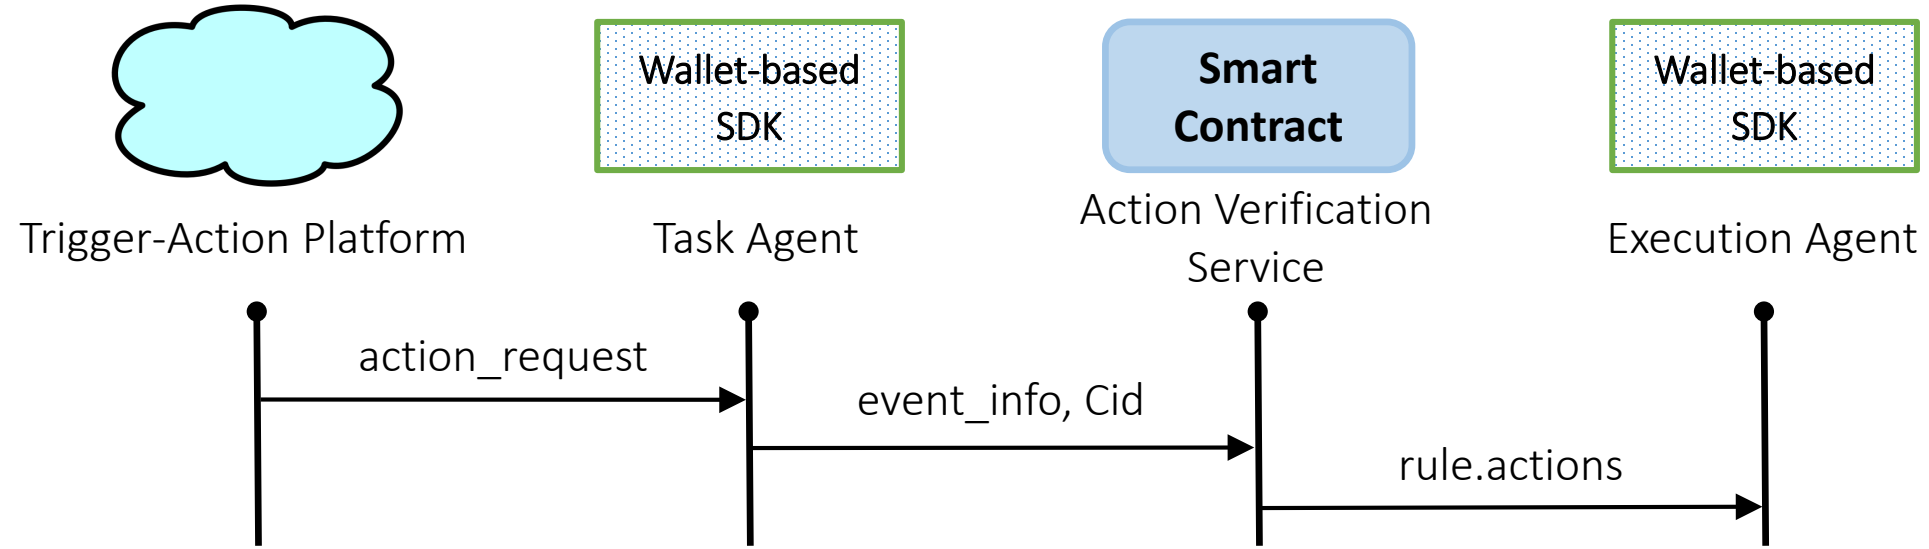 Wallet-based
SDK
Smart
Contract
Wallet-based
SDK
Trigger-Action Platform
Task Agent
Action Verification
Service
Execution Agent
action_request
event_info, Cid
rule.actions